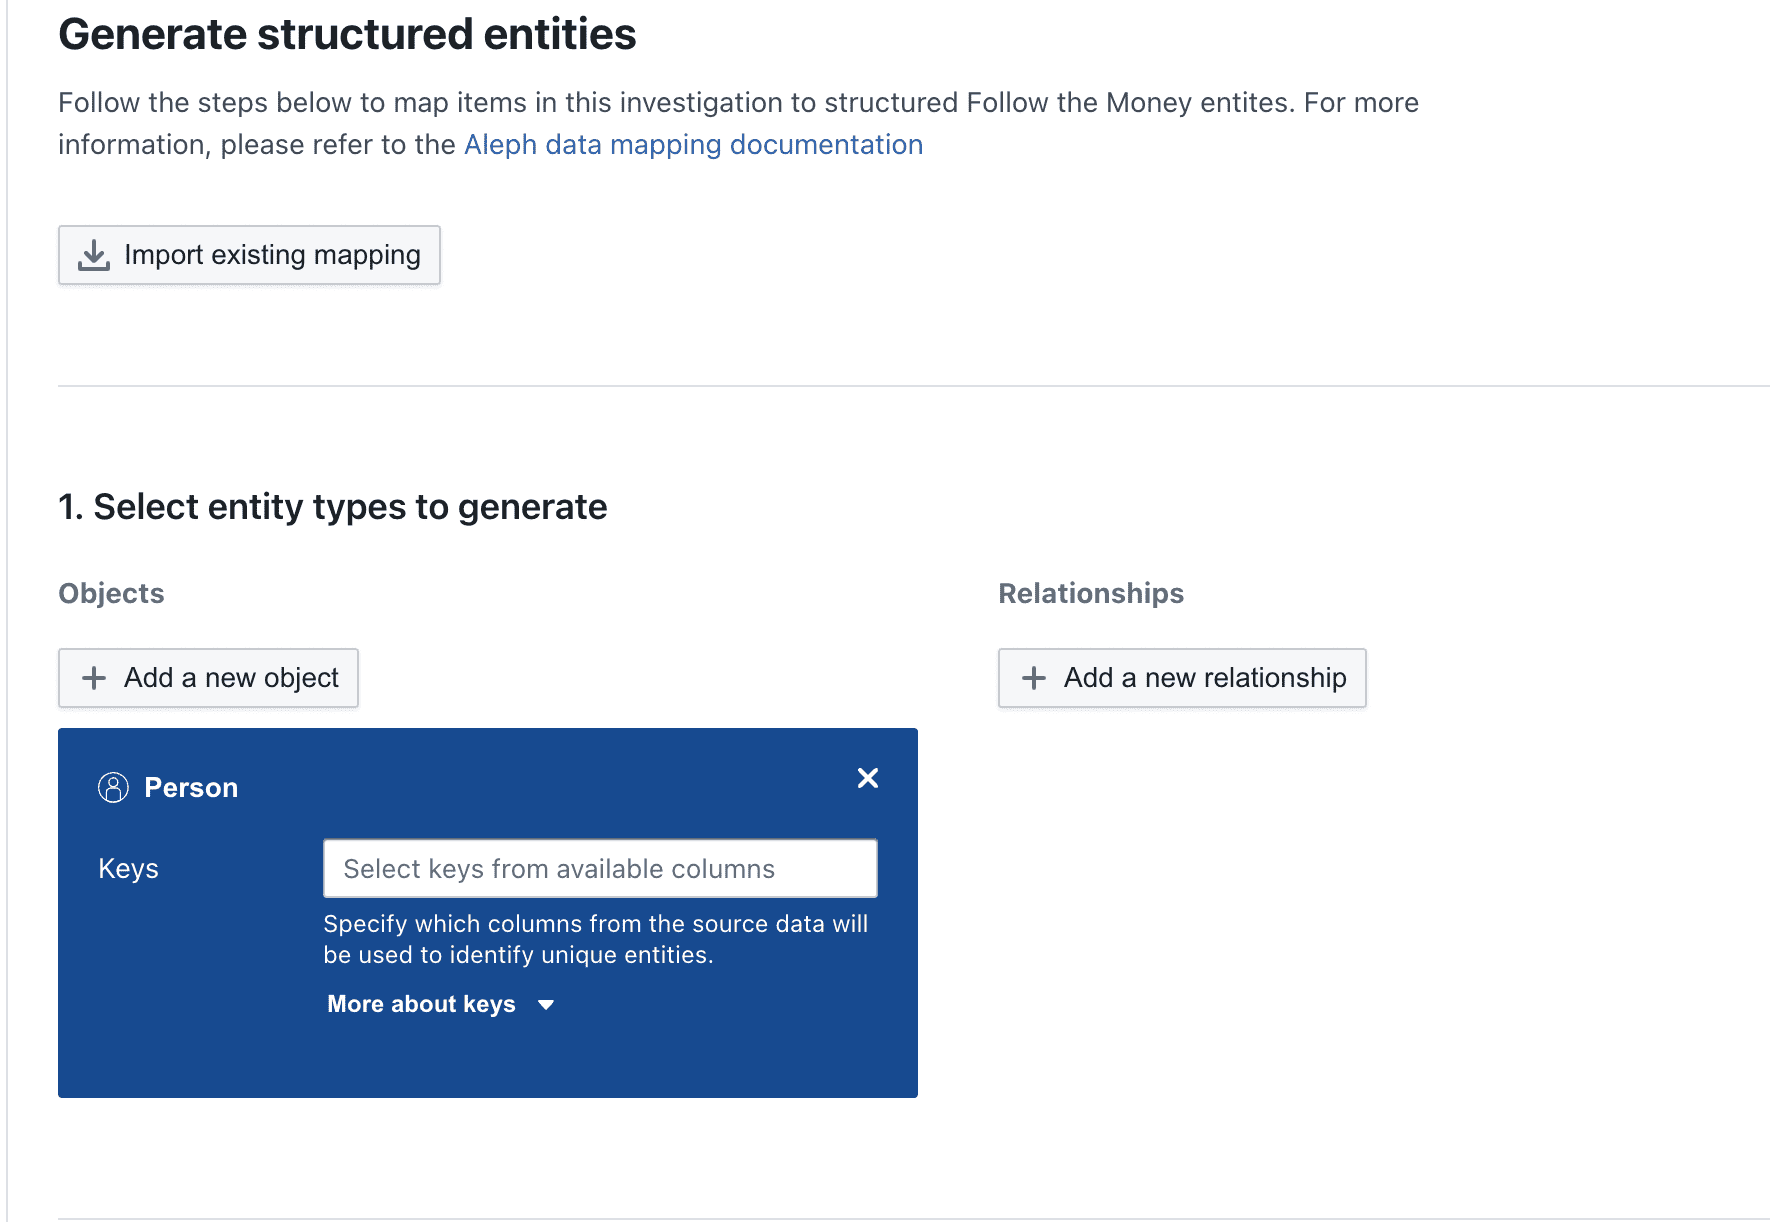 Generate structured entities
Follow the steps below to map items in this investigation to structured Follow the Money entites. For more
information, please refer to the Aleph data mapping documentation
Import existing mapping
1. Select entity types to generate
Objects
Relationships
Add a new object
Add a new relationship
Person
Keys
Select keys from available columns
Specify which columns from the source data will
be used to identify unique entities.
More about keys